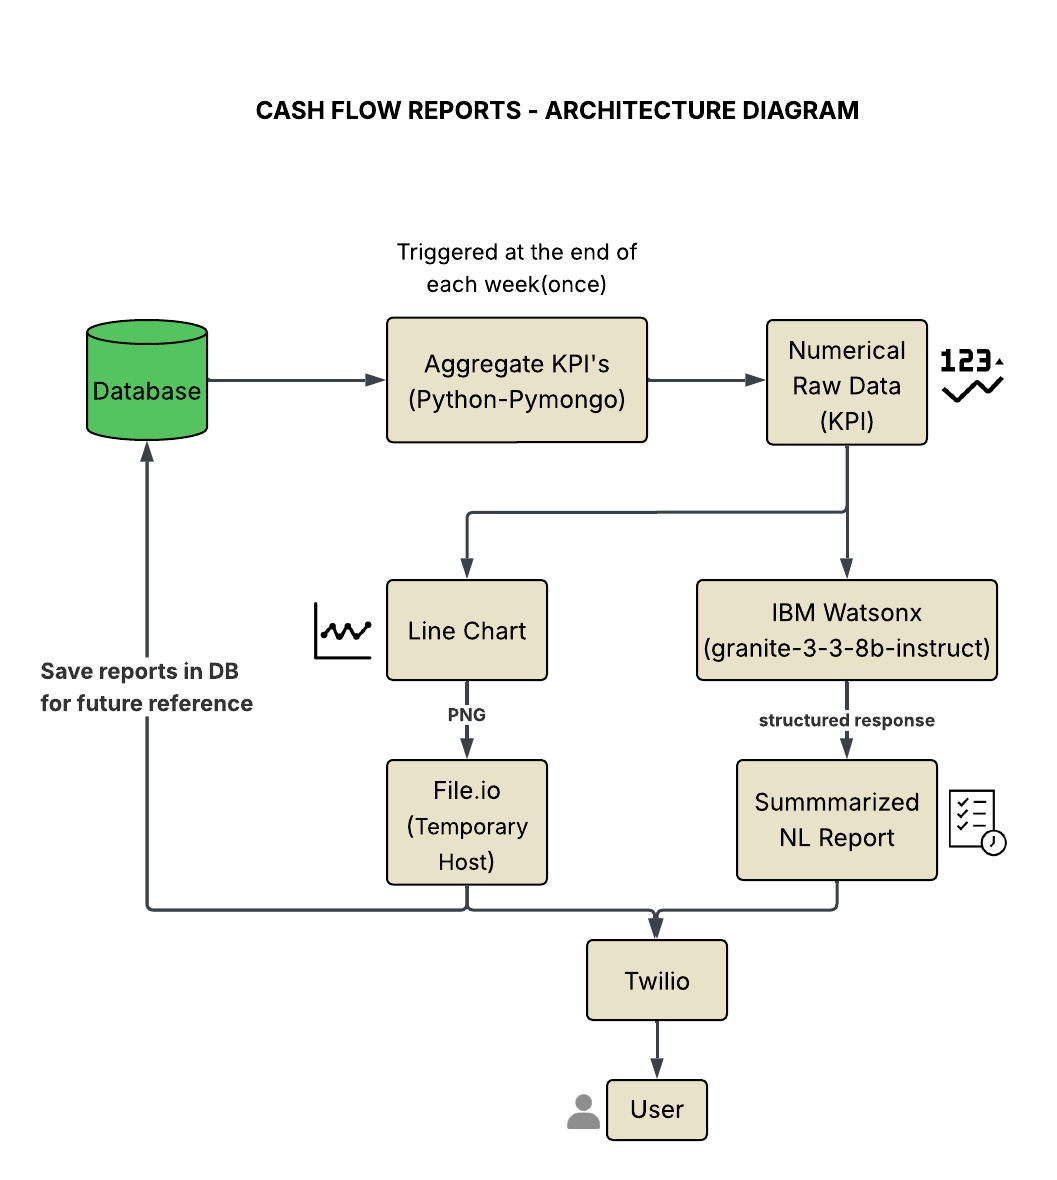 CASH FLOW REPORTS - ARCHITECTURE DIAGRAM
Triggered at the end of
each week(once)
Database
Aggregate KPI's
(Python-Pymongo)
Numerical
Raw Data
(KPI)
123
Line Chart
IBM Watsonx
(granite-3-3-8b-instruct)
Save reports in DB
for future reference
PNG
structured response
File.io
(Temporary
Host)
Summmarized
NL Report
Twilio
User